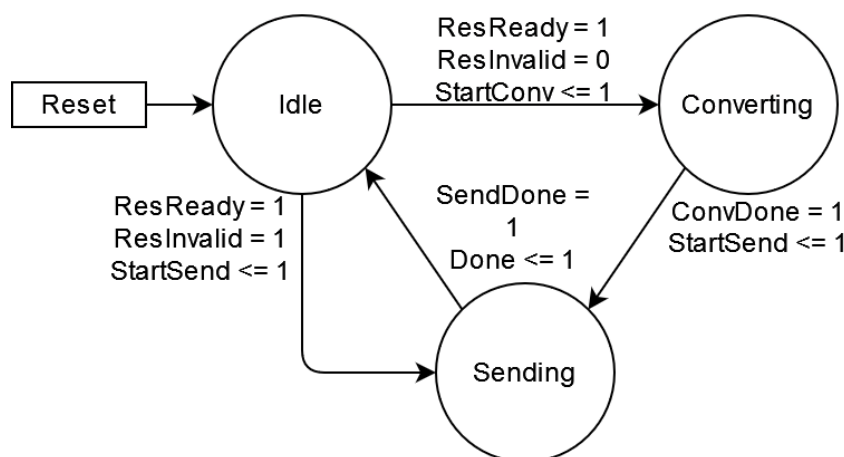 ResReady = 1
ResInvalid = 0
StartConv <= 1
Reset
Idle
Converting
ResReady = 1
ResInvalid = 1
StartSend <= 1
SendDone =
1
Done <= 1
ConvDone = 1
StartSend <= 1
Sending